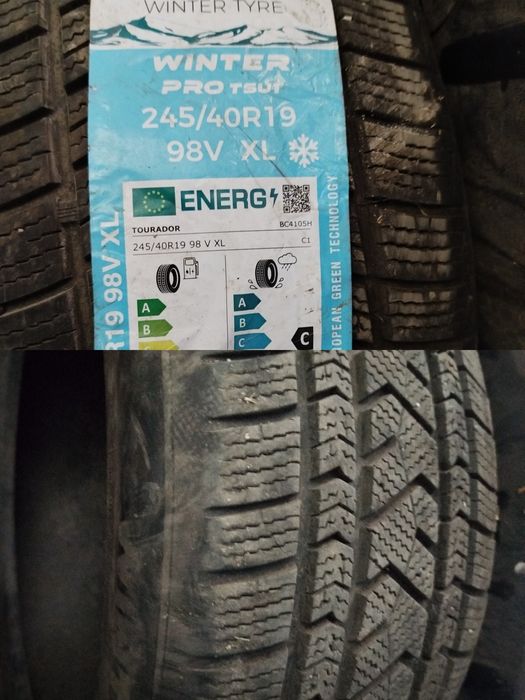 WINTER TYRE
WINTER
PRO TSU1
245/40R19
98V XL
ENERG
TOURADOR BC4105H
245/40R19 98 V XL C1
A
B
A
B
C
C
R19 98V XL
OPEAN GREEN TECHNOLOGY